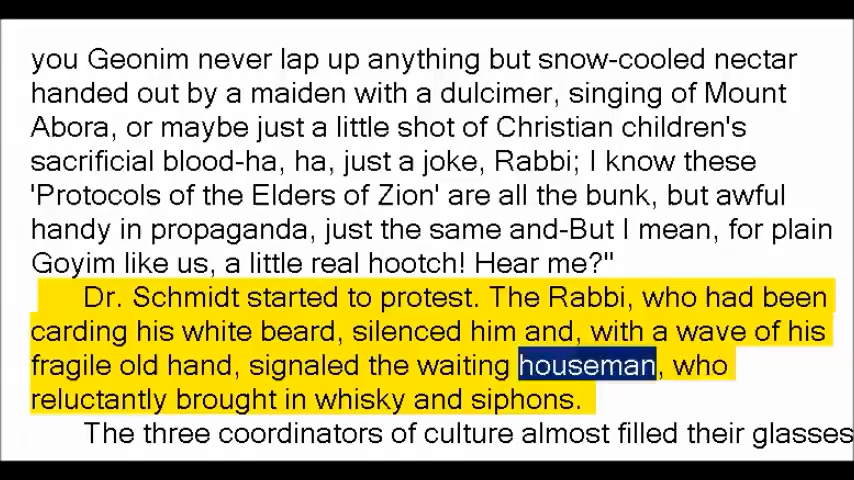 you Geonim never lap up anything but snow-cooled nectar
handed out by a maiden with a dulcimer, singing of Mount
Abora, or maybe just a little shot of Christian children's
sacrificial blood-ha, ha, just a joke, Rabbi; I know these
'Protocols of the Elders of Zion' are all the bunk, but awful
handy in propaganda, just the same and-But I mean, for plain
Goyim like us, a little real hootch! Hear me?"
Dr. Schmidt started to protest. The Rabbi, who had been
carding his white beard, silenced him and, with a wave of his
fragile old hand, signaled the waiting houseman, who
reluctantly brought in whisky and siphons.
The three coordinators of culture almost filled their glasses